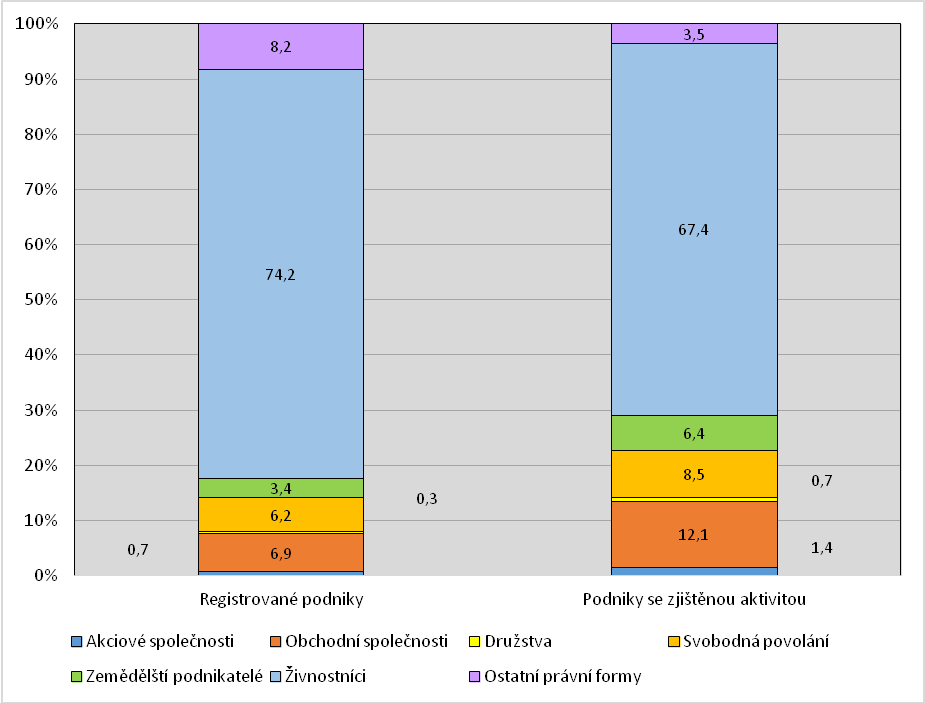 100%
90%
80%
70%
60%
50%
40%
30%
20%
10%
0%
8,2
74,2
3,4
6,2
6,9
0,7
0,3
3,5
67,4
6,4
8,5
12,1
0,7
1,4
Registrované podniky
Podniky se zjištěnou aktivitou
Akciové společnosti
Obchodní společnosti
Družstva
Svobodná povolání
Zemědělští podnikatelé
Živnostníci
Ostatní právní formy